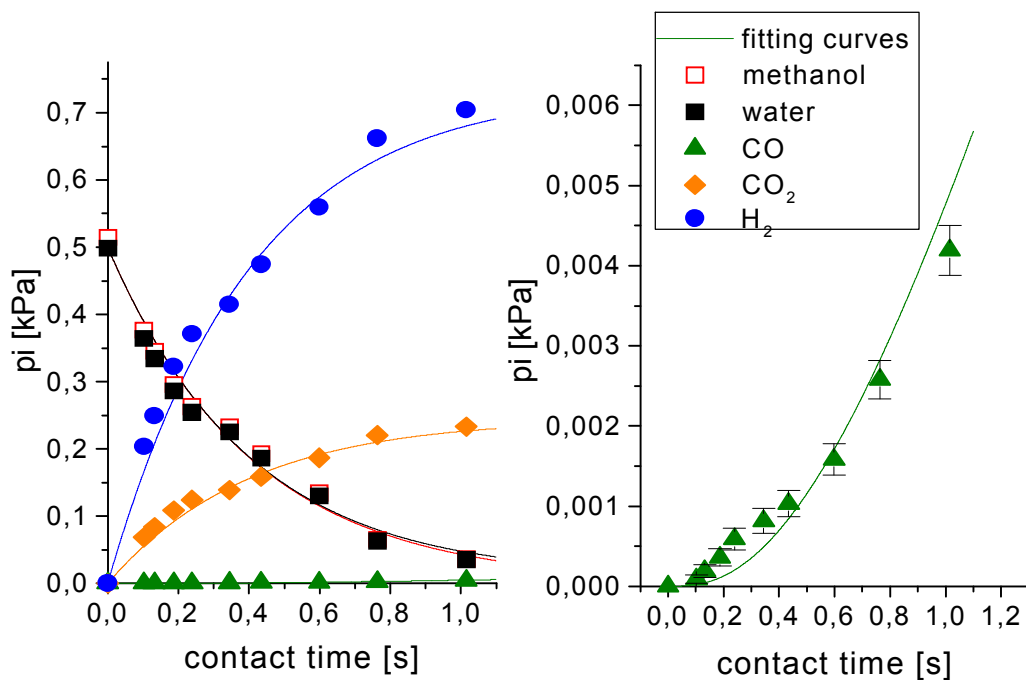 0,7
0,6
0,5
0,4
0,3
0,2
0,1
0,0
pi [kPa]
0,0 0,2 0,4 0,6 0,8 1,0
contact time [s]
fitting curves
methanol
water
CO
CO2
H2
0,006
0,005
0,004
0,003
0,002
0,001
0,000
pi [kPa]
0,0 0,2 0,4 0,6 0,8 1,0 1,2
contact time [s]